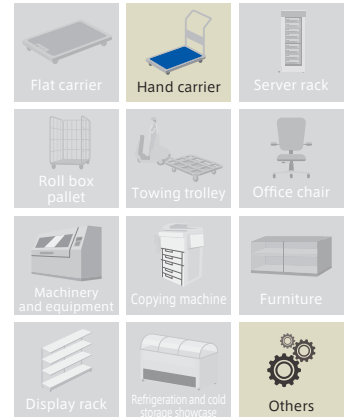 Flat carrier
Hand carrier
Server rack
Roll box
pallet
Towing trolley
Office chair
Machinery
and equipment
Copying machine
Furniture
Display rack
Refrigeration and cold
storage showcase
Others